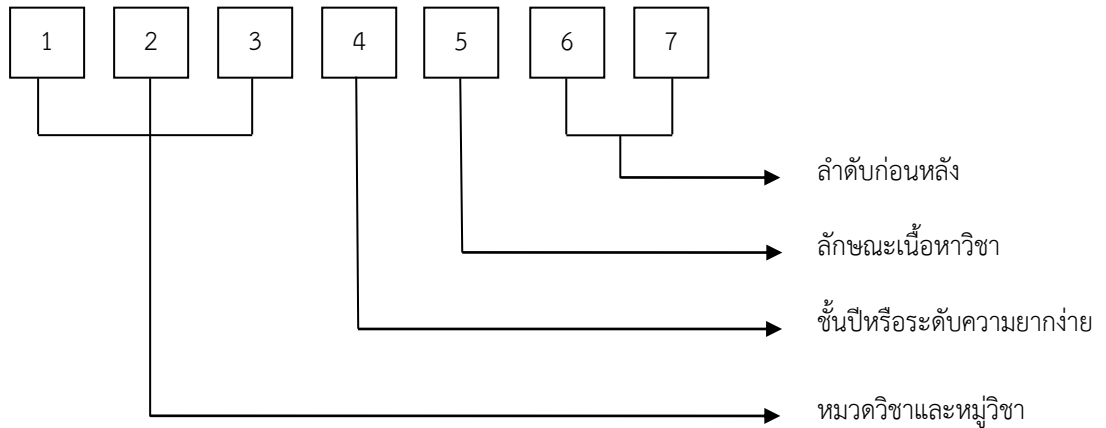 1 2 3 4 5 6 7
ลำดับก่อนหลัง
ลักษณะเนื้อหาวิชา
ชั้นปีหรือระดับความยากง่าย
หมวดวิชาและหมู่วิชา